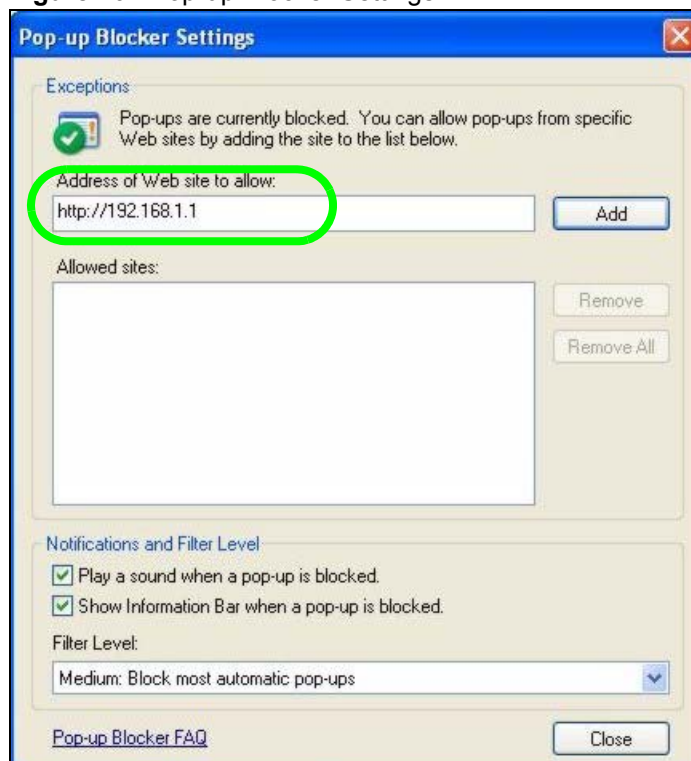 Pop-up Blocker Settings
Exceptions
Pop-ups are currently blocked. You can allow pop-ups from specific
Web sites by adding the site to the list below.
Address of Web site to allow:
http://192.168.1.1
Add
Allowed sites:
Remove
Remove All
Notifications and Filter Level
Play a sound when a pop-up is blocked.
Show Information Bar when a pop-up is blocked.
Filter Level:
Medium: Block most automatic pop-ups
Pop-up Blocker FAQ
Close